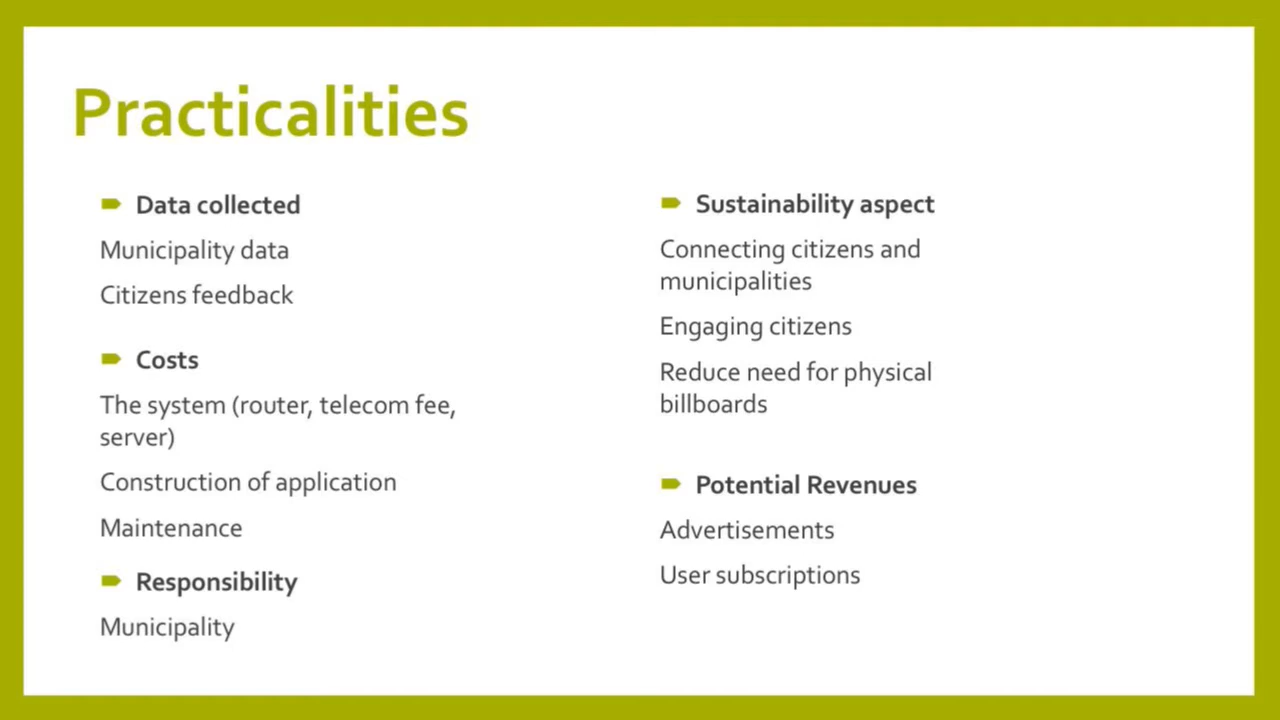 Practicalities
Data collected
Municipality data
Citizens feedback
Costs
The system (router, telecom fee,
server)
Construction of application
Maintenance
Responsibility
Municipality
Sustainability aspect
Connecting citizens and
municipalities
Engaging citizens
Reduce need for physical
billboards
Potential Revenues
Advertisements
User subscriptions